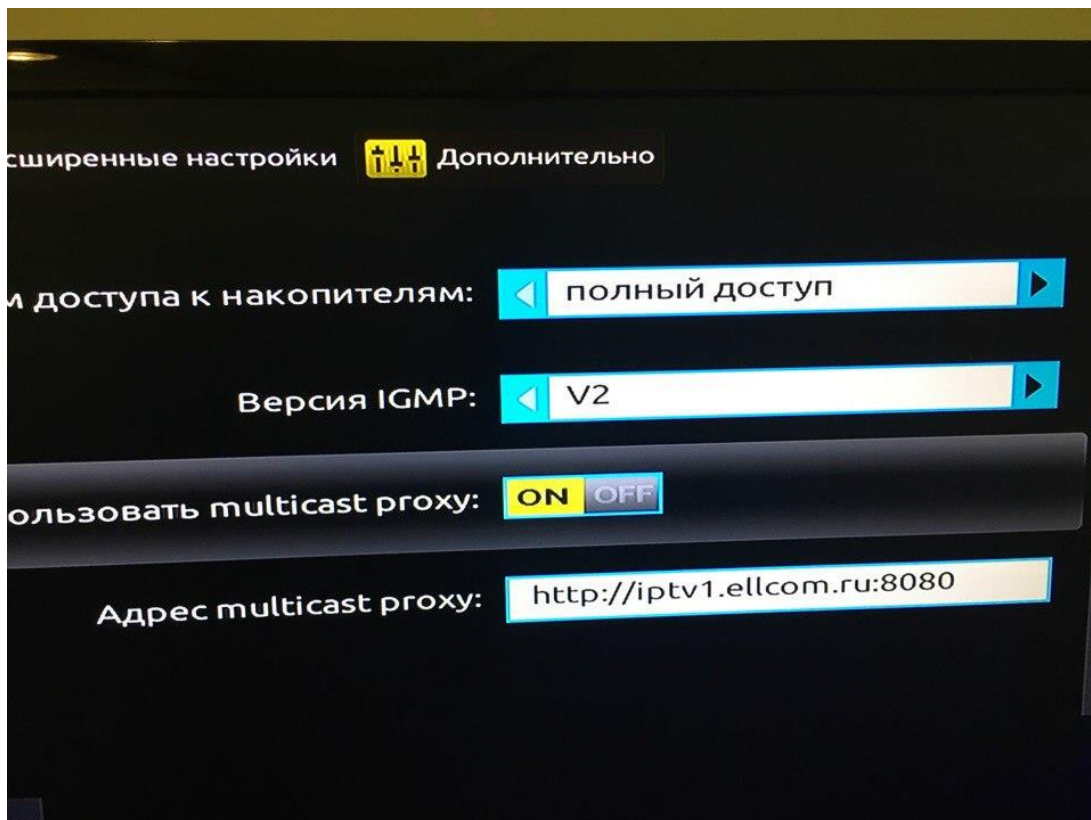 сширенные настройки Дополнительно
м доступа к накопителям: полный доступ
Версия IGMP: V2
ользовать multicast proxy: ON OFF
Адрес multicast proxy: http://iptv1.ellcom.ru:8080